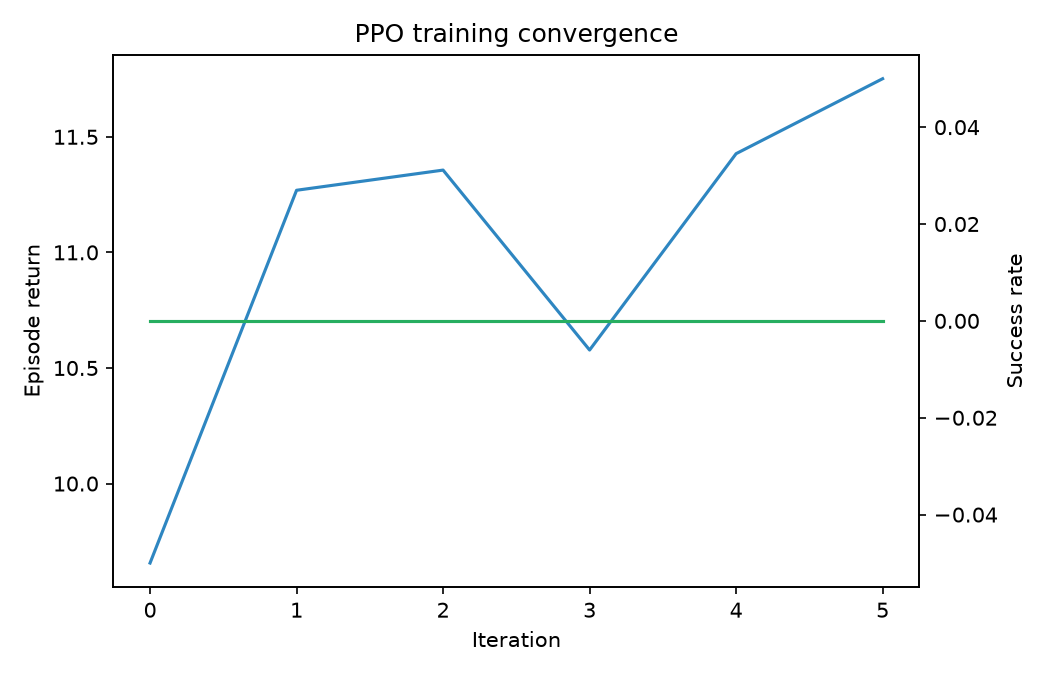 PPO training convergence
Episode return
11.5
11.0
10.5
10.0
0.04
0.02
0.00
−0.02
−0.04
Success rate
0 1 2 3 4 5
Iteration